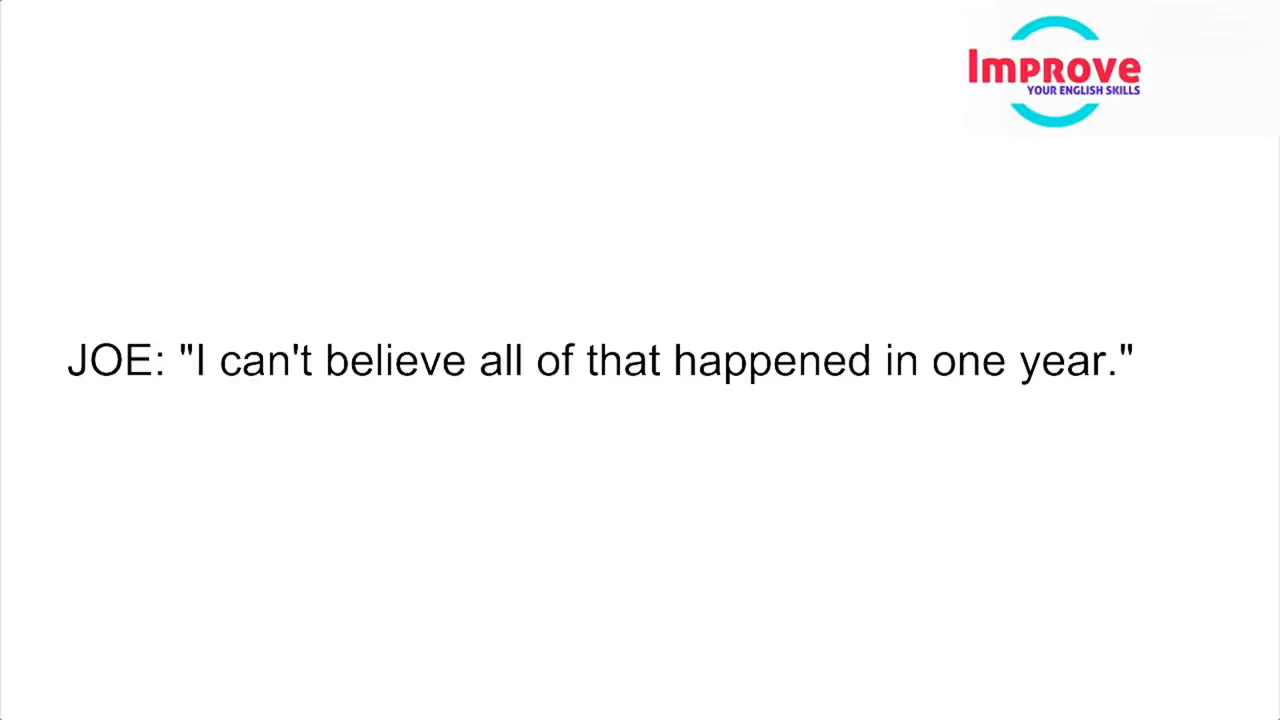 Improve
YOUR ENGLISH SKILLS
JOE: "I can't believe all of that happened in one year."